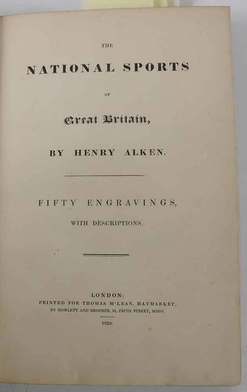 THE
NATIONAL SPORTS
OF
Great Britain,
BY HENRY ALKEN.
FIFTY ENGRAVINGS,
WITH DESCRIPTIONS.
LONDON:
PRINTED FOR THOMAS M'LEAN, HAYMARKET,
BY HOWLETT AND BRIMMER, 10, FRITH STREET, SOHO.